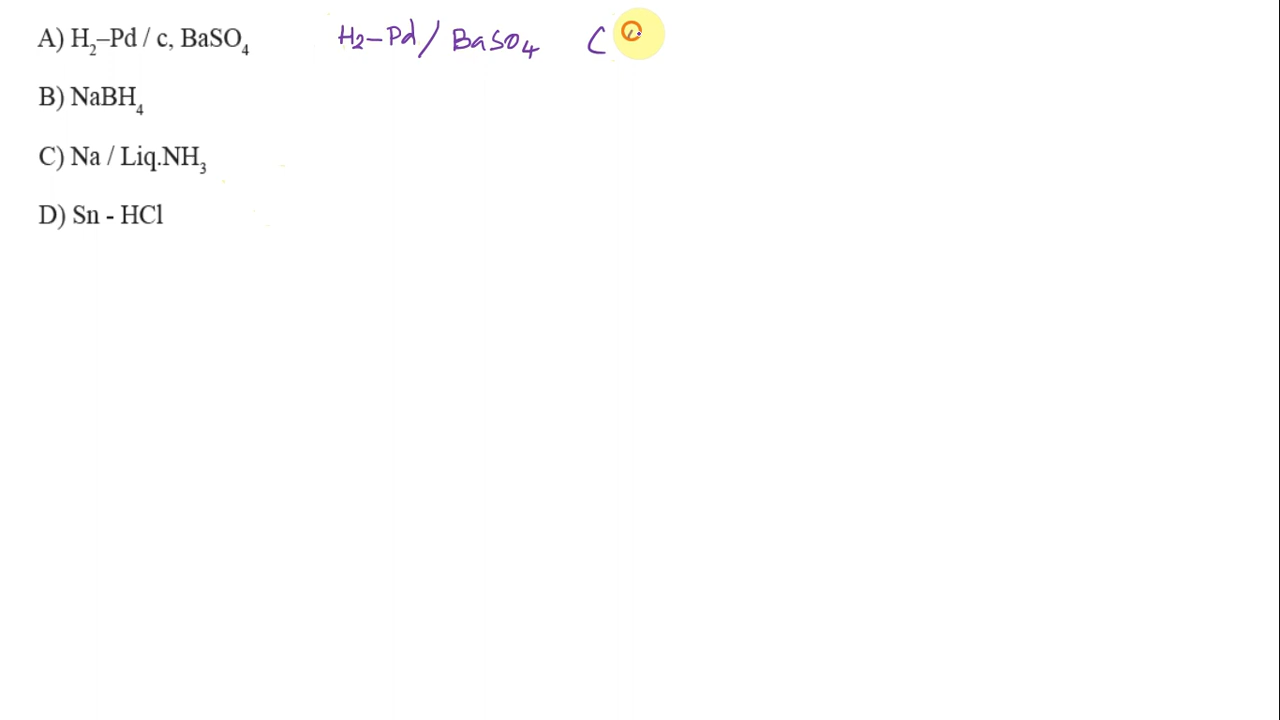 A) H₂–Pd / c, BaSO₄ H₂–Pd / BaSO₄ (
B) NaBH₄
C) Na / Liq.NH₃
D) Sn - HCl